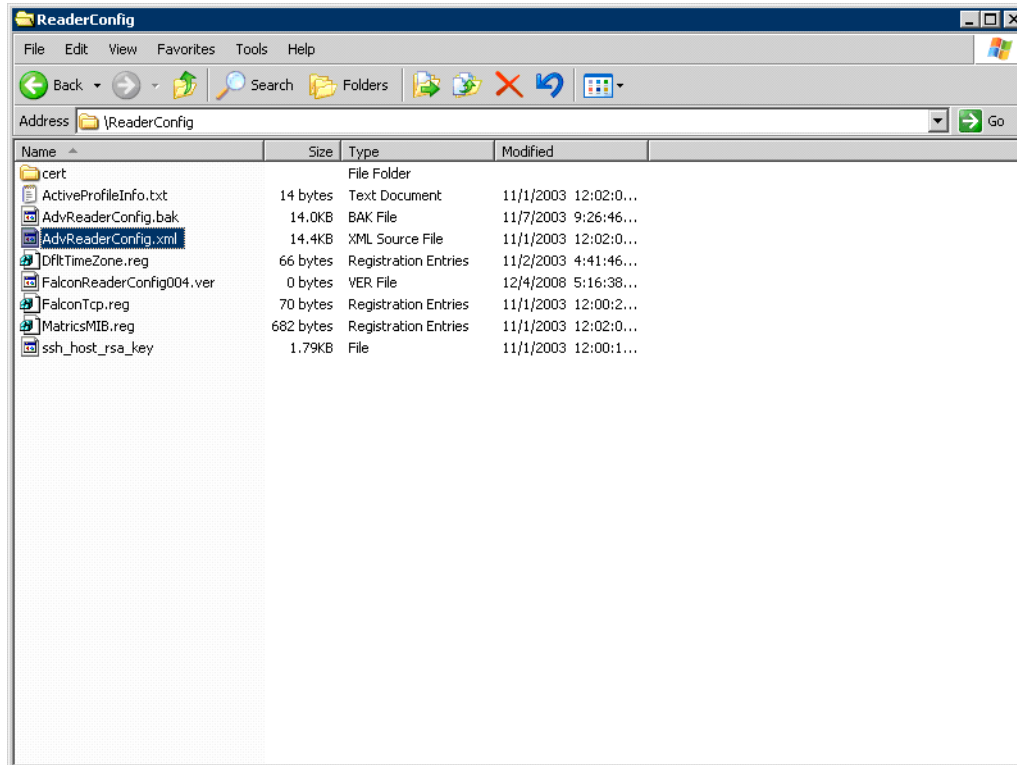 ReaderConfig
File Edit View Favorites Tools Help
Back Search Folders
Address \ReaderConfig Go
Name Size Type Modified
cert File Folder
ActiveProfileInfo.txt 14 bytes Text Document 11/1/2003 12:02:0...
AdvReaderConfig.bak 14.0KB BAK File 11/7/2003 9:26:46...
AdvReaderConfig.xml 14.4KB XML Source File 11/1/2003 12:02:0...
DfltTimeZone.reg 66 bytes Registration Entries 11/2/2003 4:41:46...
FalconReaderConfig004.ver 0 bytes VER File 12/4/2008 5:16:38...
FalconTcp.reg 70 bytes Registration Entries 11/1/2003 12:00:2...
MatricsMIB.reg 682 bytes Registration Entries 11/1/2003 12:02:0...
ssh_host_rsa_key 1.79KB File 11/1/2003 12:00:1...